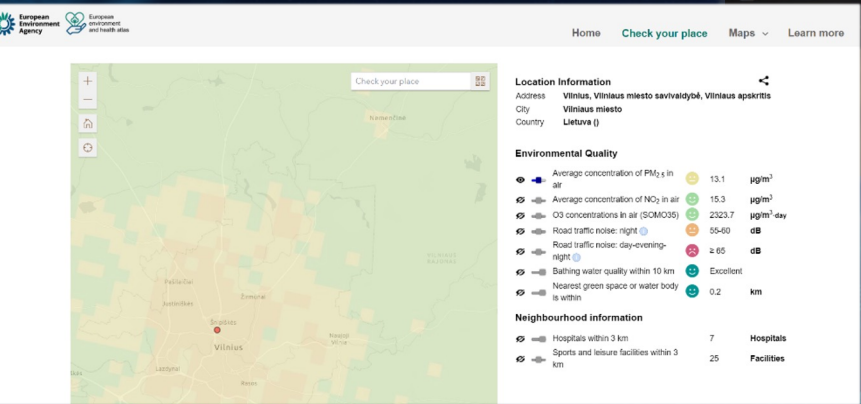 European
Environment
Agency
European
environment
and health atlas
Home Check your place Maps Learn more
Check your place
Nemenčinė
VILNIAUS
RAJONAS
Pašilaičiai
Justiniškės
Žirmūnai
Šnipiškės
Vilnius
Naujoji
Vilnia
Lazdynai
Rasos
Location Information
Address Vilnius, Vilniaus miesto savivaldybė, Vilniaus apskritis
City Vilniaus miesto
Country Lietuva ()
Environmental Quality
Average concentration of PM2.5 in
air 13.1 µg/m3
Average concentration of NO2 in air 15.3 µg/m3
O3 concentrations in air (SOMO35) 2323.7 µg/m3·day
Road traffic noise: night 55-60 dB
Road traffic noise: day-evening-
night ≥ 65 dB
Bathing water quality within 10 km Excellent
Nearest green space or water body
is within 0.2 km
Neighbourhood information
Hospitals within 3 km 7 Hospitals
Sports and leisure facilities within 3
km 25 Facilities